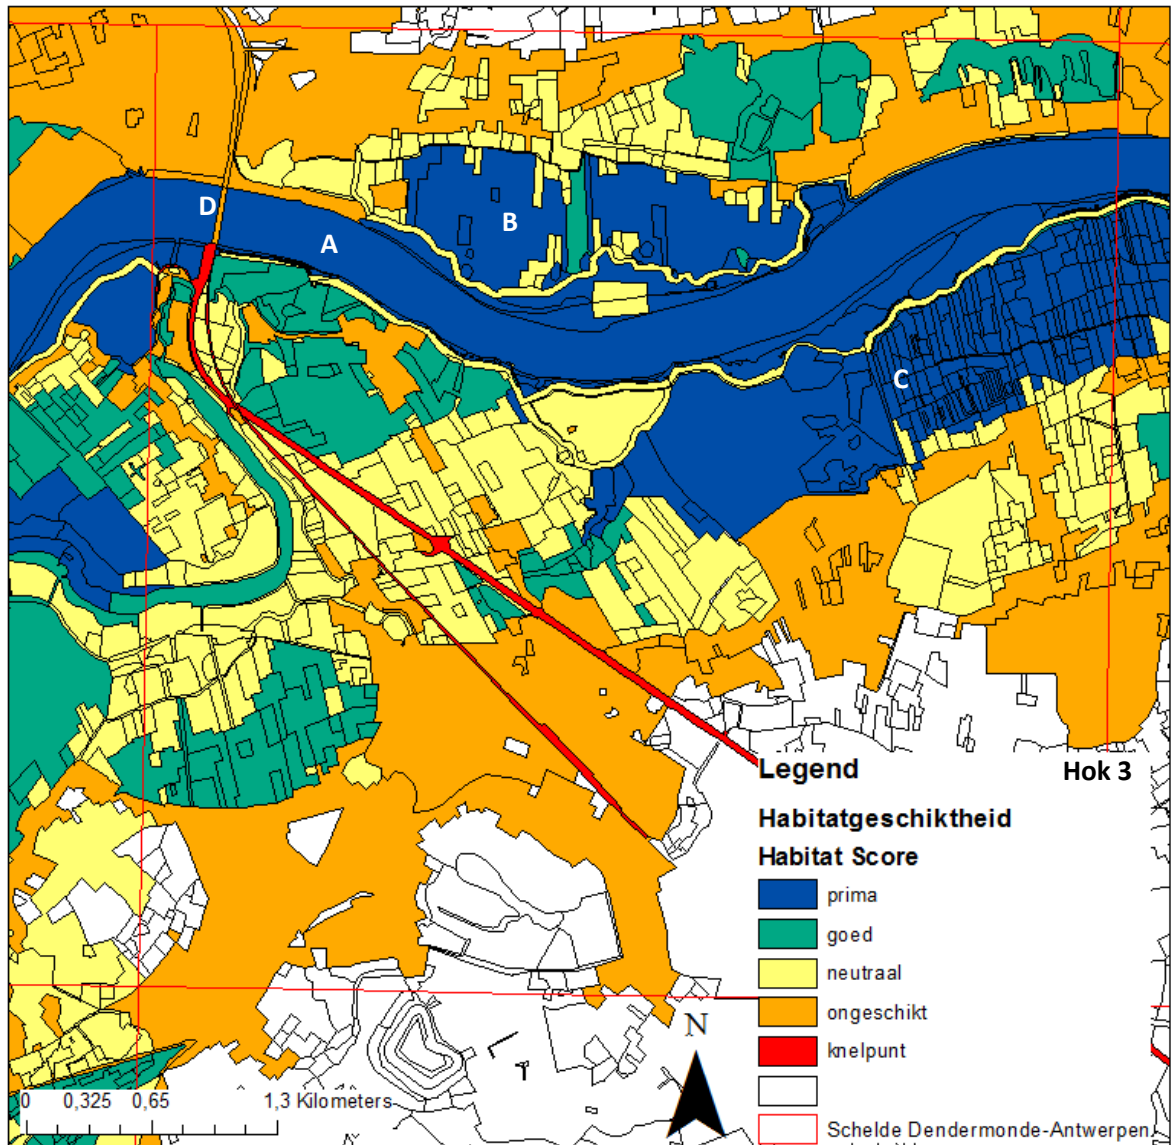 D
A
B
C
Legend
Hok 3
Habitatgeschiktheid
Habitat Score
prima
goed
neutraal
ongeschikt
knelpunt
Schelde Dendermonde-Antwerpen,
N
0 0,325 0,65 1,3 Kilometers